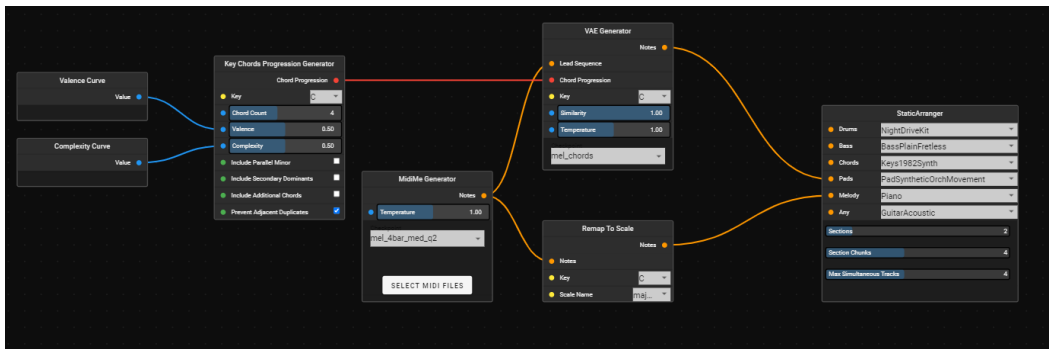 Valence Curve
Value
Complexity Curve
Value
Key Chords Progression Generator
Chord Progression
Key C
Chord Count 4
Valence 0.50
Complexity 0.50
Include Parallel Minor
Include Secondary Dominants
Include Additional Chords
Prevent Adjacent Duplicates
MidiMe Generator
Notes
Temperature 1.00
mel_4bar_med_q2
SELECT MIDI FILES
VAE Generator
Notes
Lead Sequence
Chord Progression
Key C
Similarity 1.00
Temperature 1.00
mel_chords
Remap To Scale
Notes
Notes
Key C
Scale Name maj...
StaticArranger
Drums NightDriveKit
Bass BassPlainFretless
Chords Keys1982Synth
Pads PadSyntheticOrchMovement
Melody Piano
Any GuitarAcoustic
Sections 2
Section Chunks 4
Max Simultaneous Tracks 4